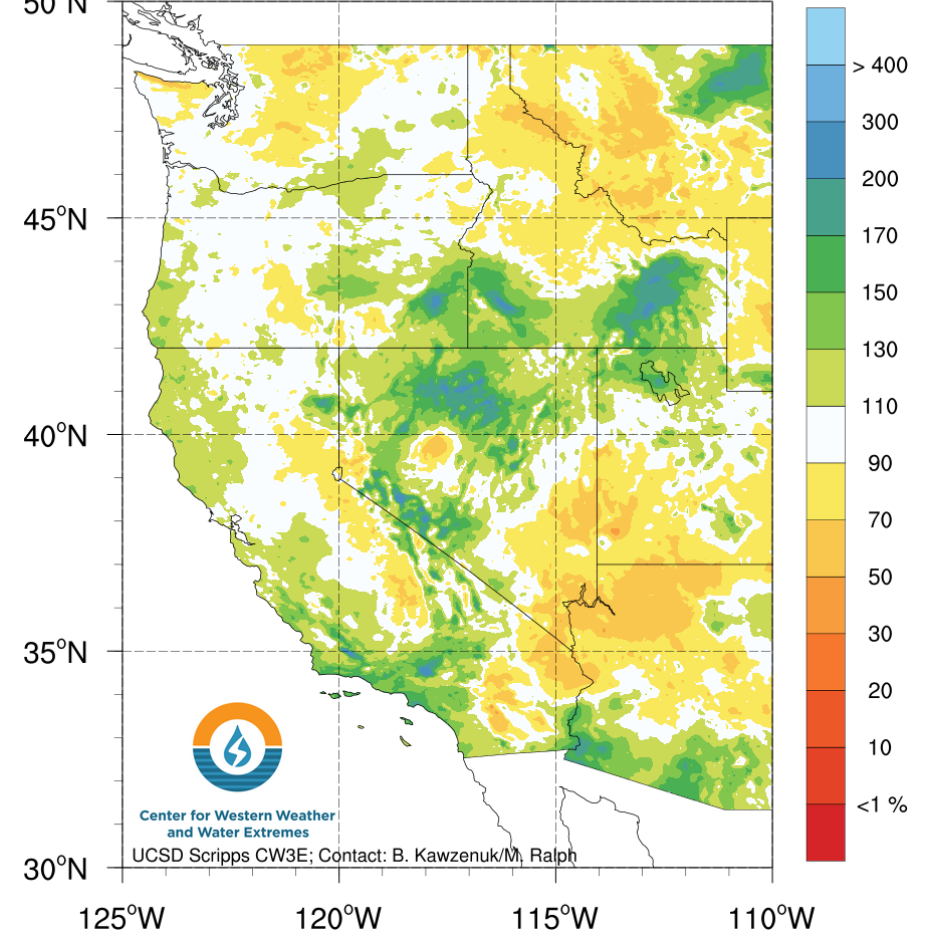 50°N
> 400
300
200
45°N
170
150
130
110
40°N
90
70
50
30
35°N
20
10
Center for Western Weather
and Water Extremes
<1 %
UCSD Scripps CW3E; Contact: B. Kawzenuk/M. Ralph
30°N
125°W
120°W
115°W
110°W